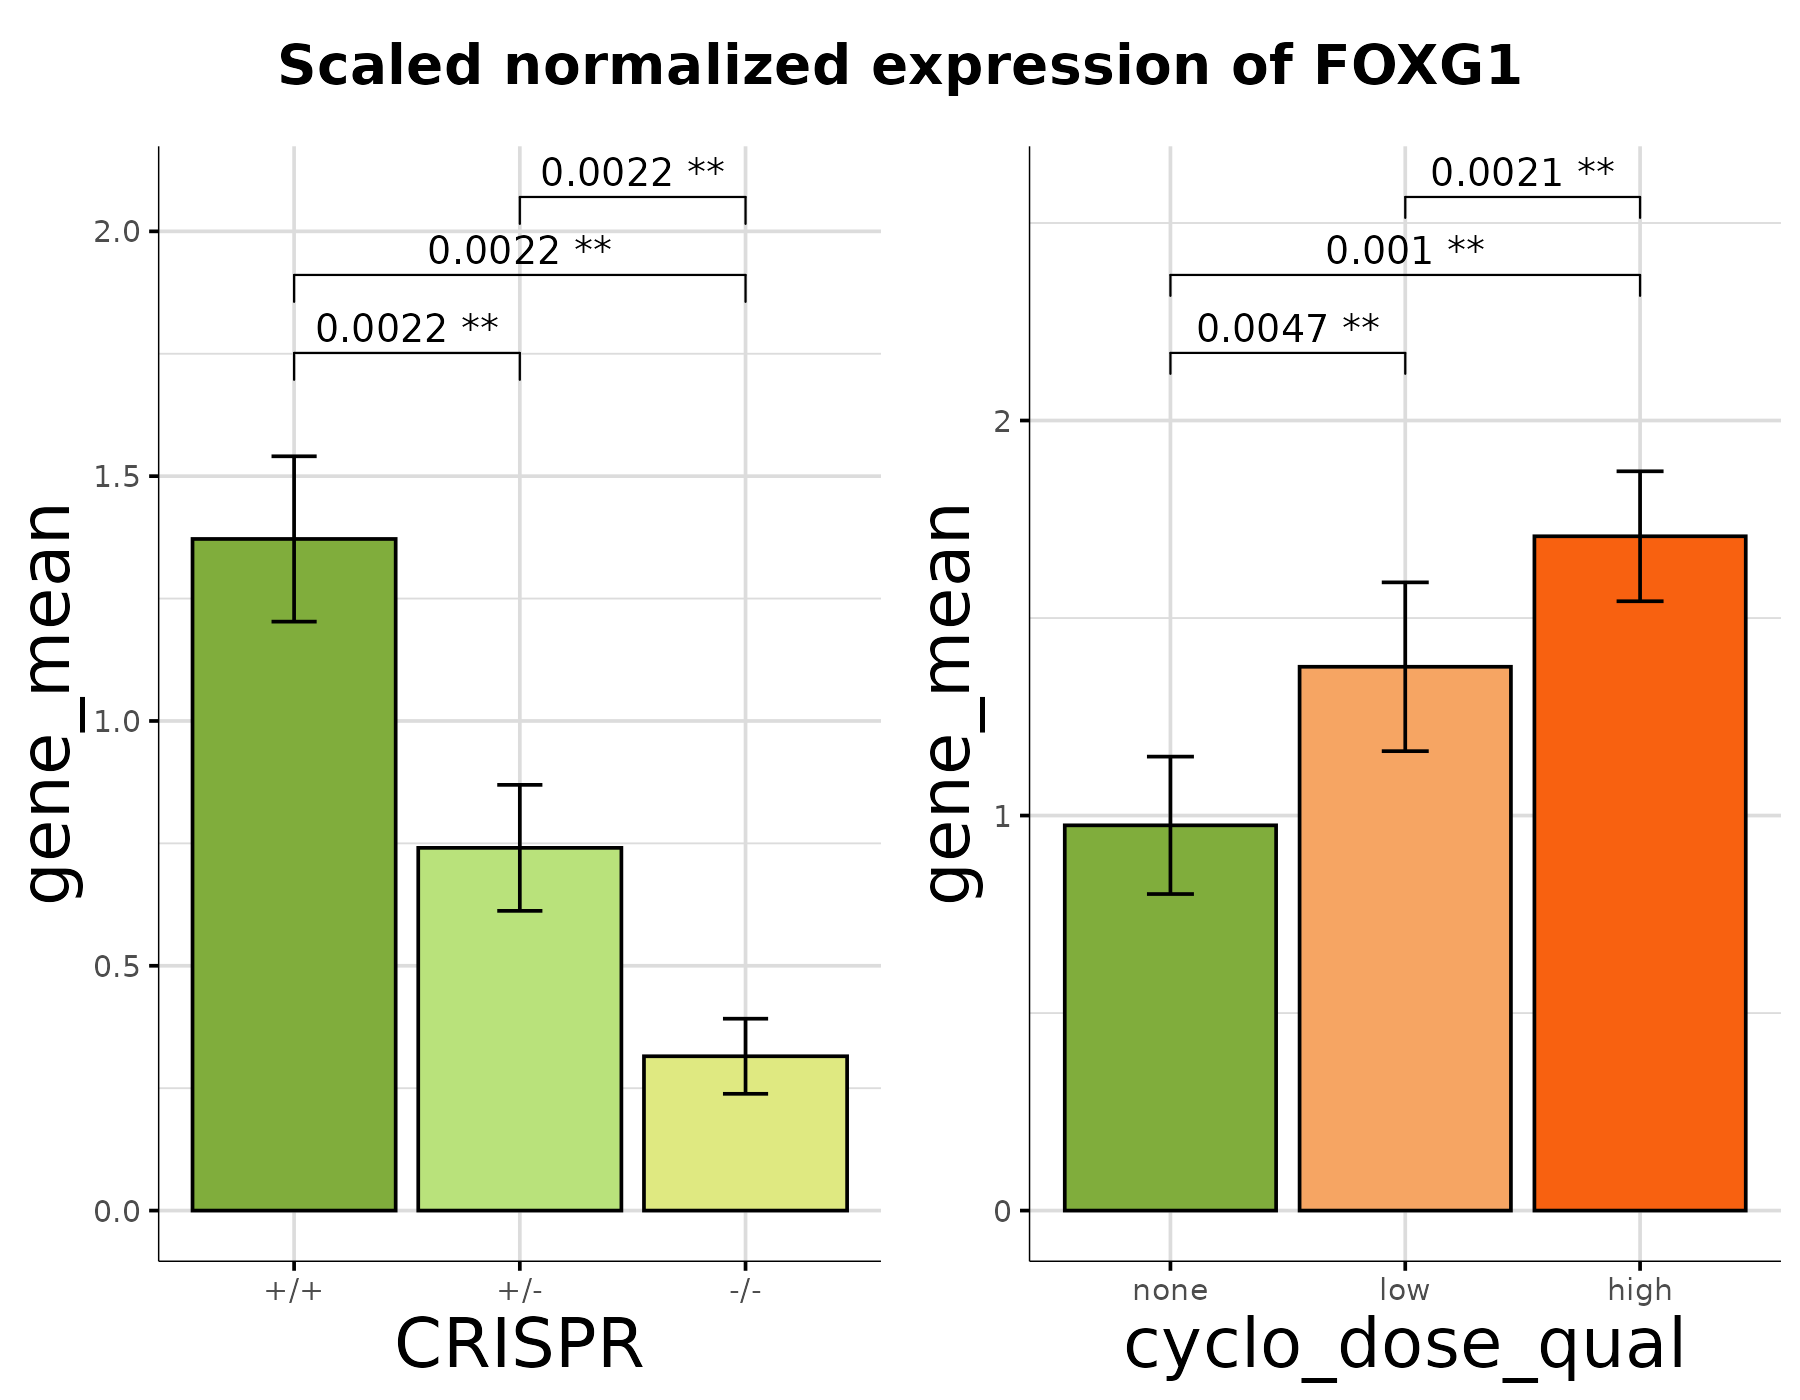 Scaled normalized expression of FOXG1
gene_mean
2.0
1.5
1.0
0.5
0.0
0.0022 **
0.0022 **
0.0022 **
+/+ +/- -/-
CRISPR
gene_mean
2
1
0
0.0021 **
0.001 **
0.0047 **
none low high
cyclo_dose_qual